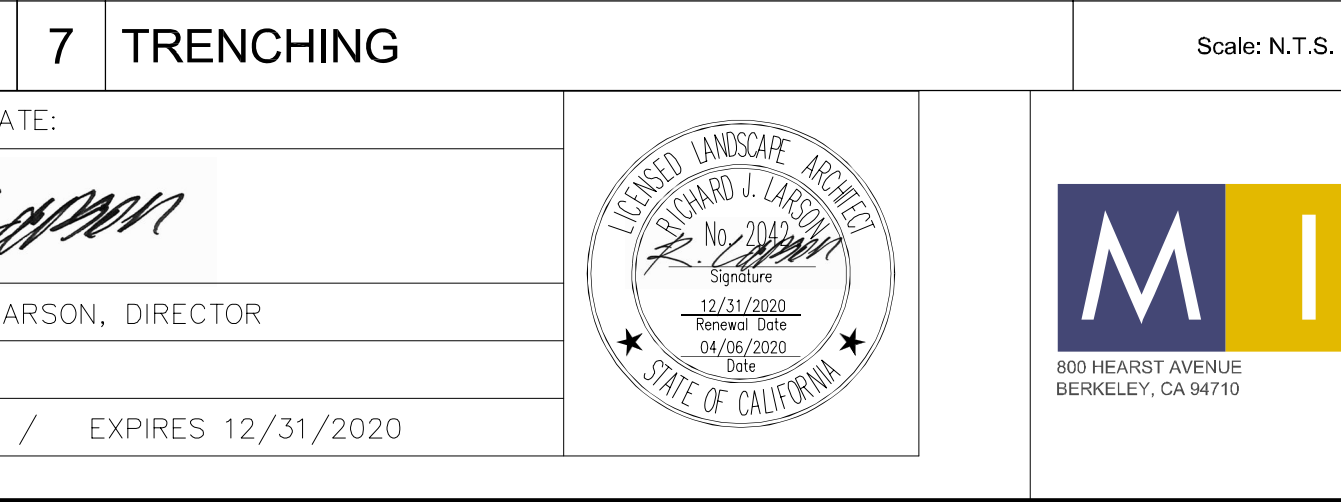 7 TRENCHING Scale: N.T.S.
ATE:
ARSON, DIRECTOR
/ EXPIRES 12/31/2020
LICENSED LANDSCAPE ARCHITECT
RICHARD J. LARSON
No. 2042
R. Larson
Signature
12/31/2020
Renewal Date
04/06/2020
Date
STATE OF CALIFORNIA
M I
800 HEARST AVENUE
BERKELEY, CA 94710